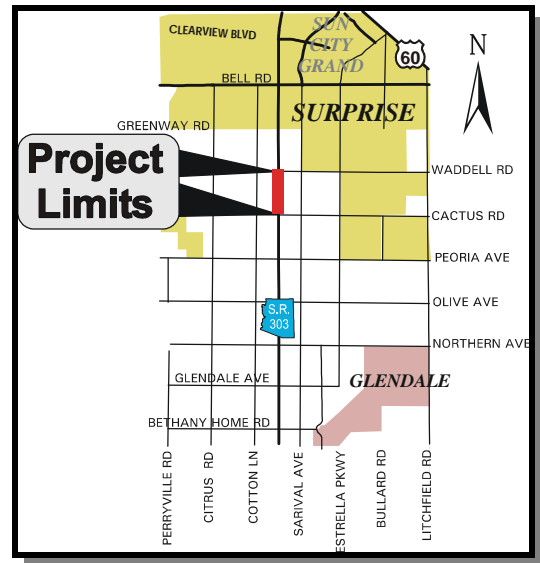 SUN
CLEARVIEW BLVD
CITY
GRAND
60
N
BELL RD
SURPRISE
GREENWAY RD
Project
Limits
WADDELL RD
CACTUS RD
PEORIA AVE
OLIVE AVE
S.R.
303
NORTHERN AVE
GLENDALE AVE
GLENDALE
BETHANY HOME RD
PERRYVILLE RD
CITRUS RD
COTTON LN
SARIVAL AVE
ESTRELLA PKWY
BULLARD RD
LITCHFIELD RD